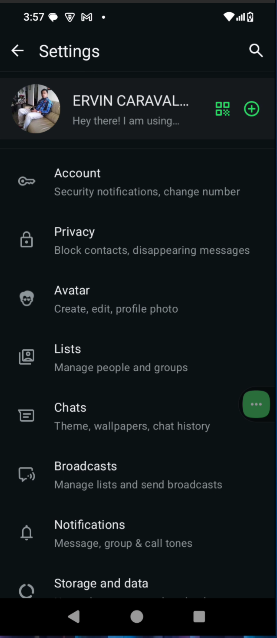 3:57
Settings
ERVIN CARAVAL...
Hey there! I am using...
Account
Security notifications, change number
Privacy
Block contacts, disappearing messages
Avatar
Create, edit, profile photo
Lists
Manage people and groups
Chats
Theme, wallpapers, chat history
Broadcasts
Manage lists and send broadcasts
Notifications
Message, group & call tones
Storage and data